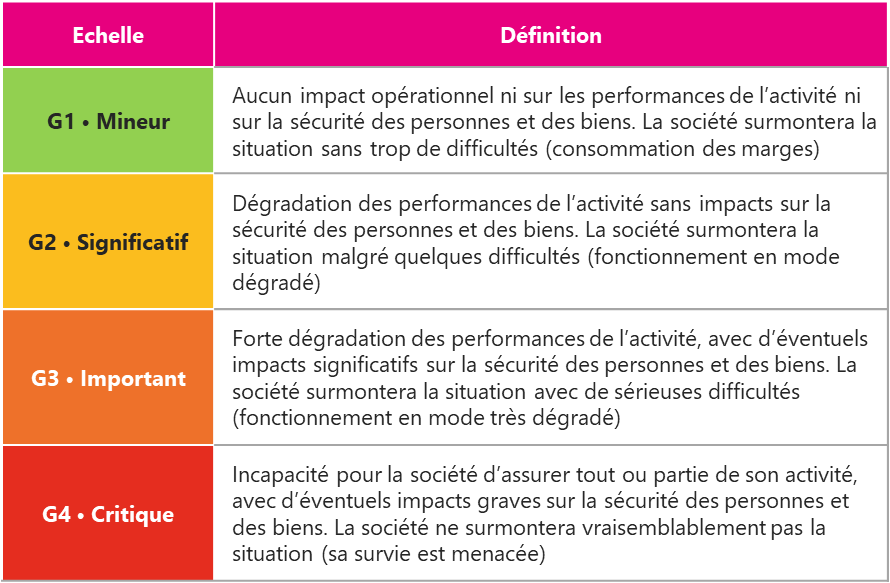 Echelle
Définition
G1 • Mineur
Aucun impact opérationnel ni sur les performances de l’activité ni
sur la sécurité des personnes et des biens. La société surmontera la
situation sans trop de difficultés (consommation des marges)
G2 • Significatif
Dégradation des performances de l’activité sans impacts sur la
sécurité des personnes et des biens. La société surmontera la
situation malgré quelques difficultés (fonctionnement en mode
dégradé)
G3 • Important
Forte dégradation des performances de l’activité, avec d’éventuels
impacts significatifs sur la sécurité des personnes et des biens. La
société surmontera la situation avec de sérieuses difficultés
(fonctionnement en mode très dégradé)
G4 • Critique
Incapacité pour la société d’assurer tout ou partie de son activité,
avec d’éventuels impacts graves sur la sécurité des personnes et
des biens. La société ne surmontera vraisemblablement pas la
situation (sa survie est menacée)